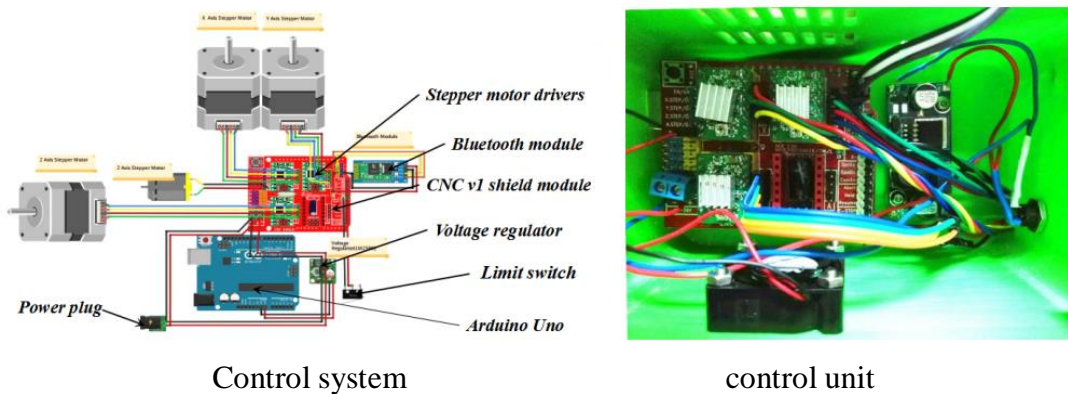 X Axis Stepper Motor
Y Axis Stepper Motor
Stepper motor drivers
Bluetooth Module
Bluetooth module
Z Axis Stepper Motor
Z Axis Stepper Motor
CNC v1 shield module
Voltage
Voltage regulator
Limit switch
Power plug
Arduino Uno
Control system
control unit